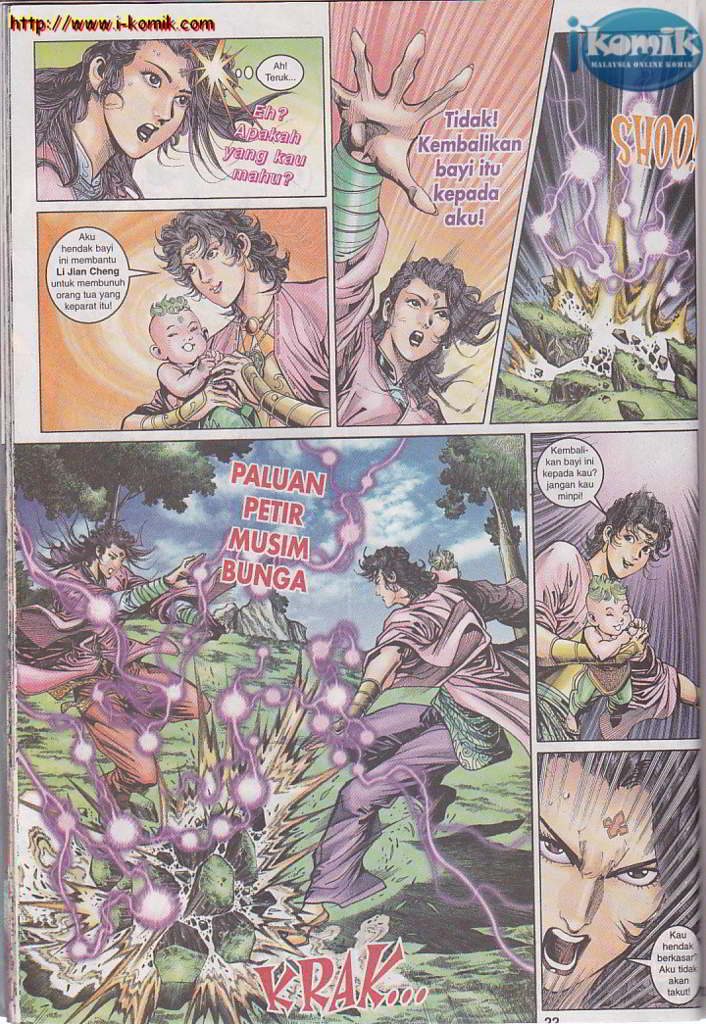 http://www.i-komik.com
ikomik
MALAYSIA ONLINE KOMIK
Ah!
Teruk...
Eh?
Apakah
yang kau
mahu?
Tidak!
Kembalikan
bayi itu
kepada
aku!
SHOO
Aku
hendak bayi
ini membantu
Li Jian Cheng
untuk membunuh
orang tua yang
keparat itu!
PALUAN
PETIR
MUSIM
BUNGA
Kembali-
kan bayi ini
kepada kau?
jangan kau
minpi!
KRAK...
Kau
hendak
berkasar?
Aku tidak
akan
takut!